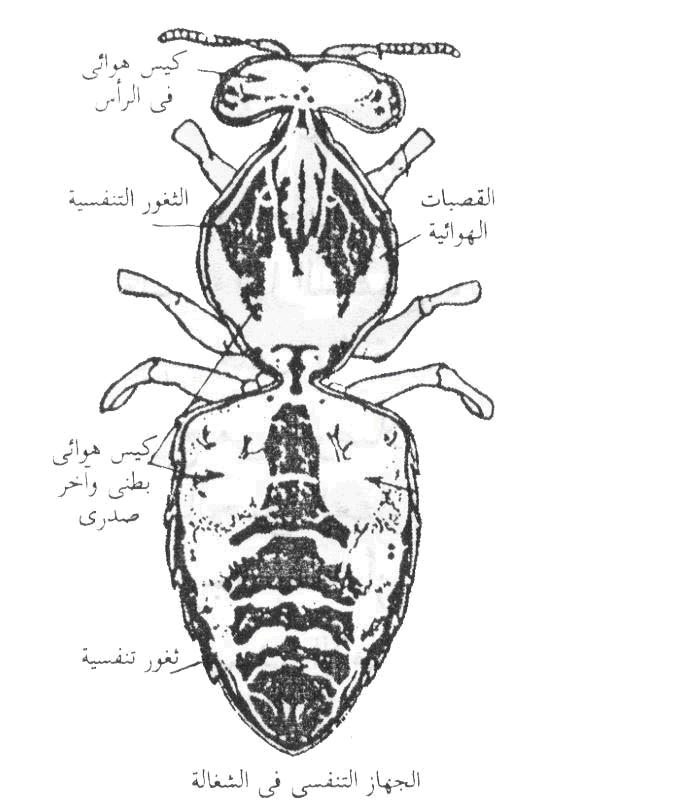 كيس هوائى
فى الرأس
الثغور التنفسية
القصبات
الهوائية
كيس هوائى
بطنى وآخر
صدرى
ثغور تنفسية
الجهاز التنفسى فى الشغالة